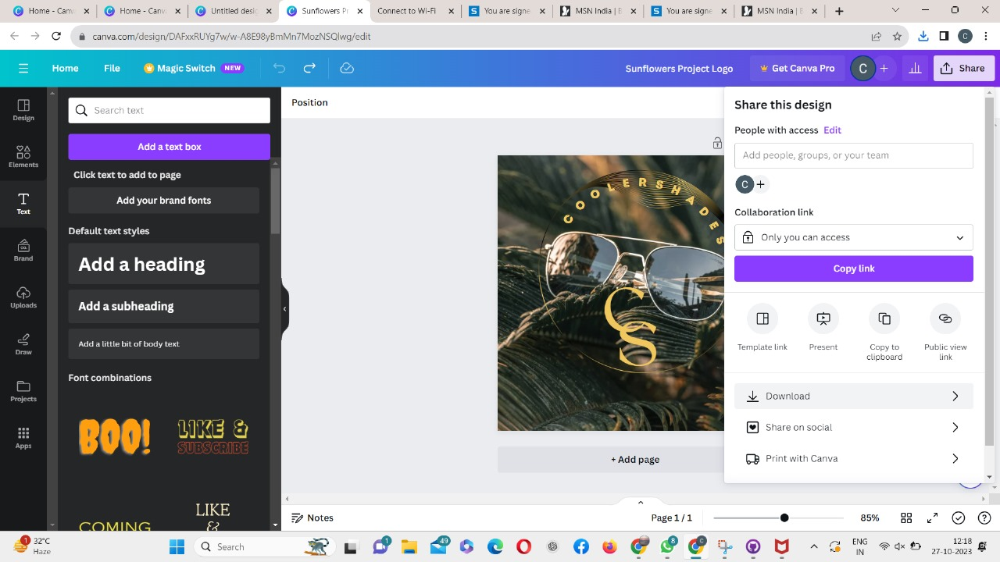 Home - Canva
Home - Canva
Untitled desi
Sunflowers Pr
Connect to Wi-Fi
You are signe
MSN India | B
You are signe
MSN India | B
canva.com/design/DAFxxRUYg7w/w-A8E98yBmMn7MozNSQlwg/edit
C
Home
File
Magic Switch
NEW
Sunflowers Project Logo
Get Canva Pro
C
+
Share
Design
Elements
Text
Brand
Uploads
Draw
Projects
Apps
Search text
Add a text box
Click text to add to page
Add your brand fonts
Default text styles
Add a heading
Add a subheading
Add a little bit of body text
Font combinations
BOO!
LIKE &
SUBSCRIBE
COMING
LIKE
&
Position
COOLERSHADES
CS
+ Add page
Share this design
People with access Edit
Add people, groups, or your team
C +
Collaboration link
Only you can access
Copy link
Template link
Present
Copy to
clipboard
Public view
link
Download
Share on social
Print with Canva
Notes
Page 1 / 1
85%
1
32°C
Haze
Search
1
49
8
C
ENG
IN
12:18
27-10-2023